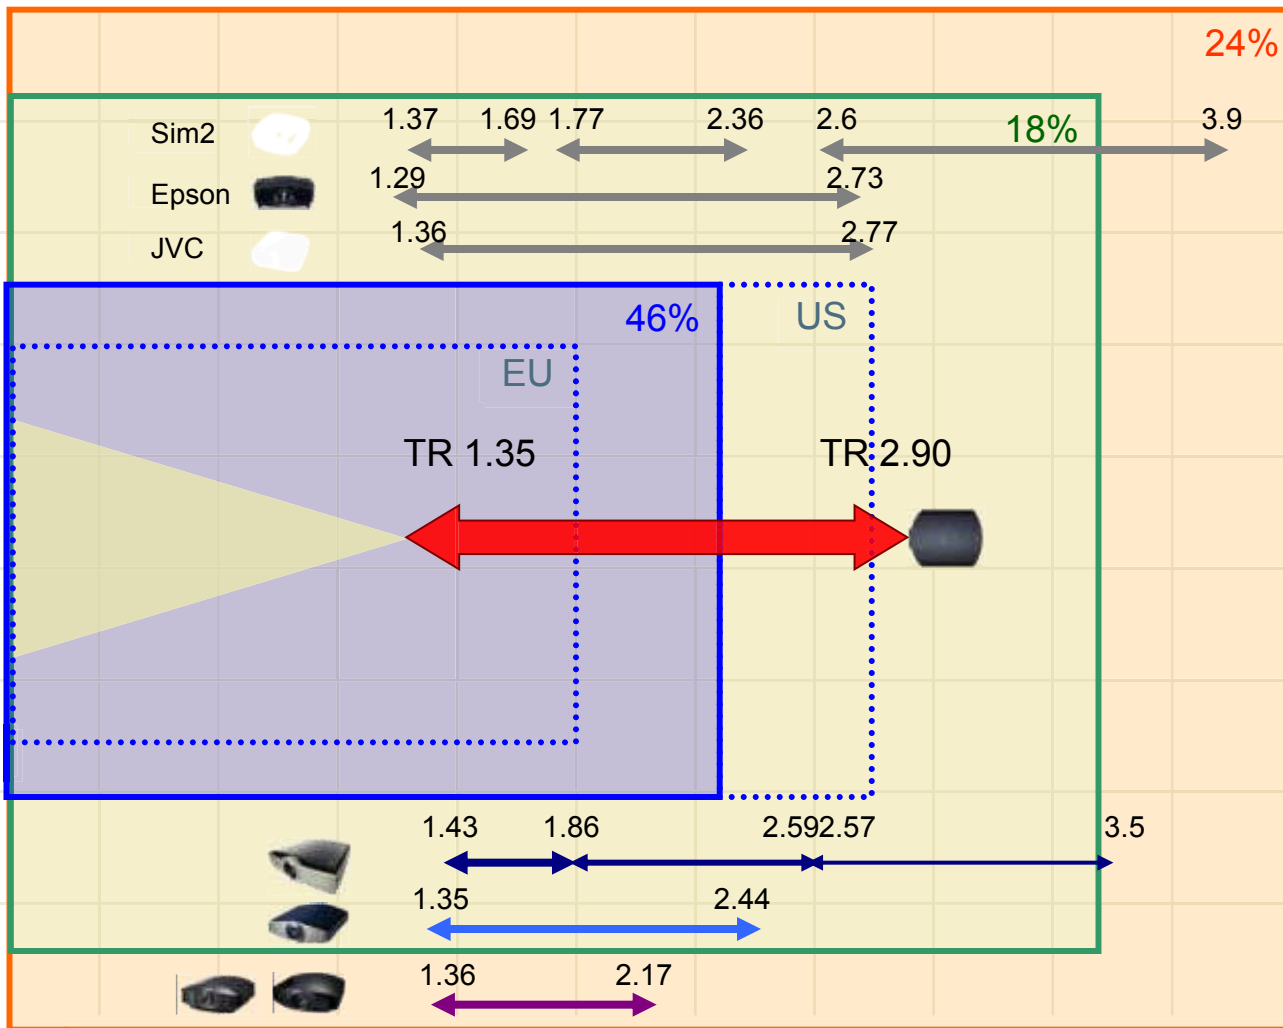 24%
1.37 1.69 1.77 2.36 2.6 3.9
Sim2 18%
1.29 2.73
Epson
1.36 2.77
JVC
46% US
EU
TR 1.35 TR 2.90
1.43 1.86 2.592.57 3.5
1.35 2.44
1.36 2.17